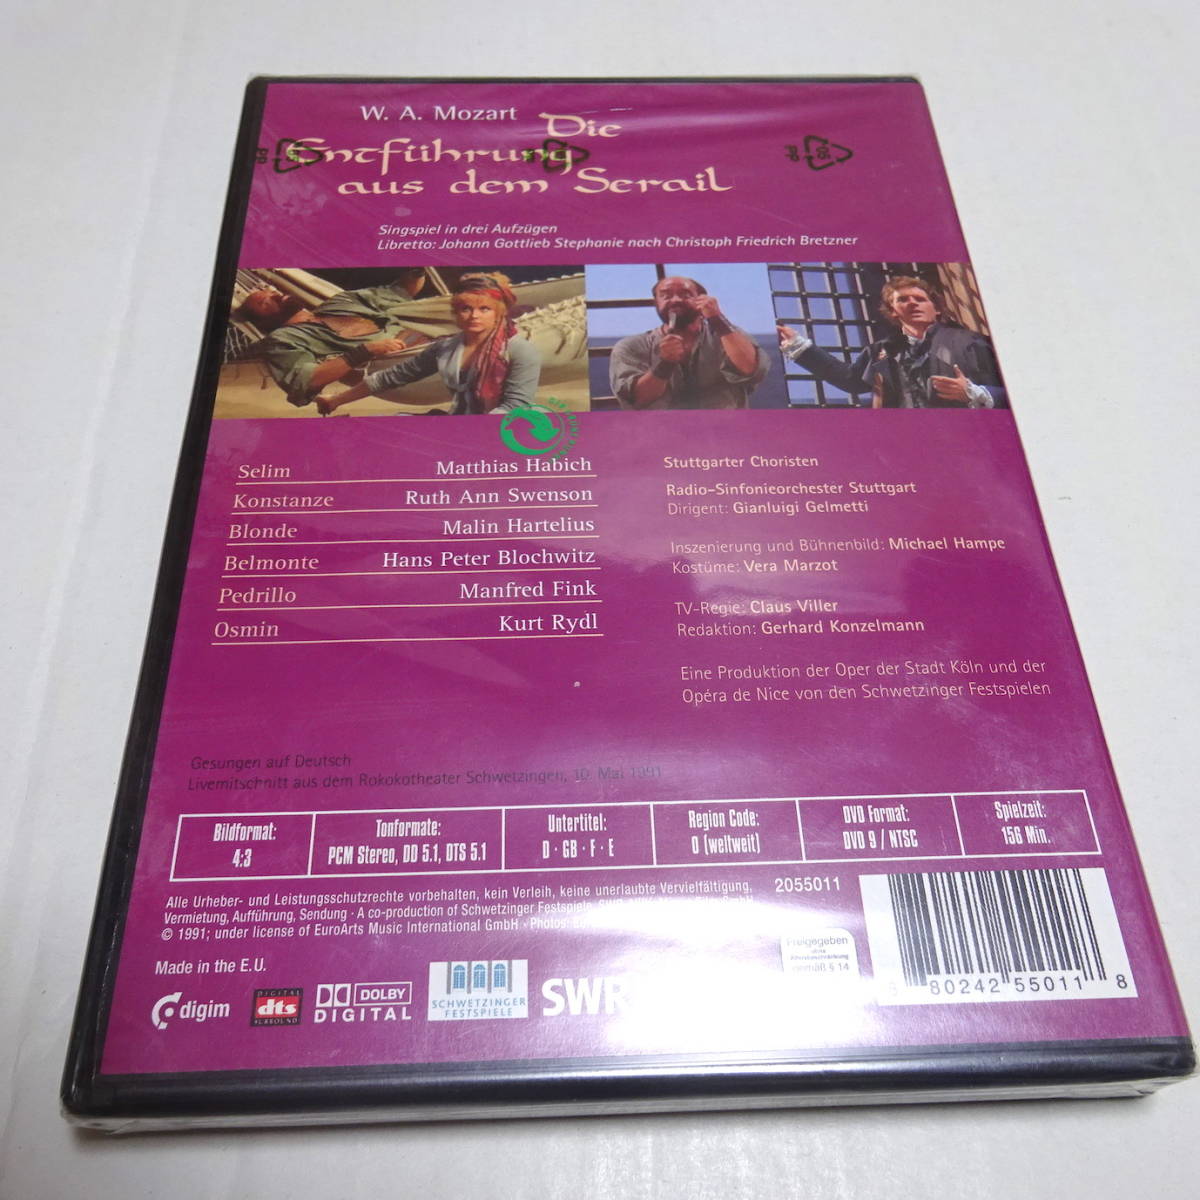 W. A. Mozart
Die
Entführung
aus dem Serail
Singspiel in drei Aufzügen
Libretto: Johann Gottlieb Stephanie nach Christoph Friedrich Bretzner
Selim Matthias Habich
Konstanze Ruth Ann Swenson
Blonde Malin Hartelius
Belmonte Hans Peter Blochwitz
Pedrillo Manfred Fink
Osmin Kurt Rydl
Stuttgarter Choristen
Radio-Sinfonieorchester Stuttgart
Dirigent: Gianluigi Gelmetti
Inszenierung und Bühnenbild: Michael Hampe
Kostüme: Vera Marzot
TV-Regie: Claus Viller
Redaktion: Gerhard Konzelmann
Eine Produktion der Oper der Stadt Köln und der
Opéra de Nice von den Schwetzinger Festspielen
Gesungen auf Deutsch
Livemitschnitt aus dem Rokokotheater Schwetzingen, 10. Mai 1991
Bildformat:
4:3
Tonformate:
PCM Stereo, DD 5.1, DTS 5.1
Untertitel:
D · GB · F · E
Region Code:
0 (weltweit)
DVD Format:
DVD 9 / NTSC
Spielzeit:
156 Min.
Alle Urheber- und Leistungsschutzrechte vorbehalten, kein Verleih, keine unerlaubte Vervielfältigung,
Vermietung, Aufführung, Sendung · A co-production of Schwetzinger Festspiele
© 1991; under license of EuroArts Music International GmbH · Photos:
2055011
Freigegeben
ohne
Altersbeschränkung
gemäß § 14
8 80242 55011 8
Made in the E.U.
digim
DIGITAL
dts
SURROUND
DOLBY
DIGITAL
SCHWETZINGER
FESTSPIELE
SWR